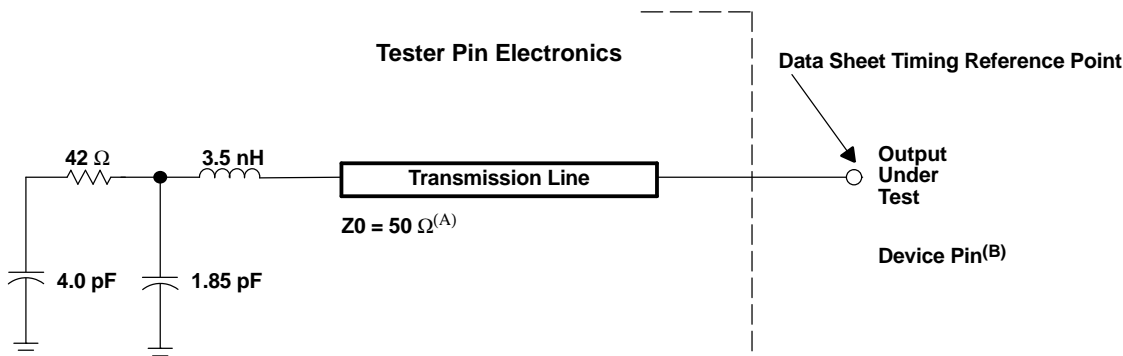 Tester Pin Electronics
Data Sheet Timing Reference Point
42 Ω
3.5 nH
Transmission Line
Output
Under
Test
Z0 = 50 Ω(A)
Device Pin(B)
4.0 pF
1.85 pF